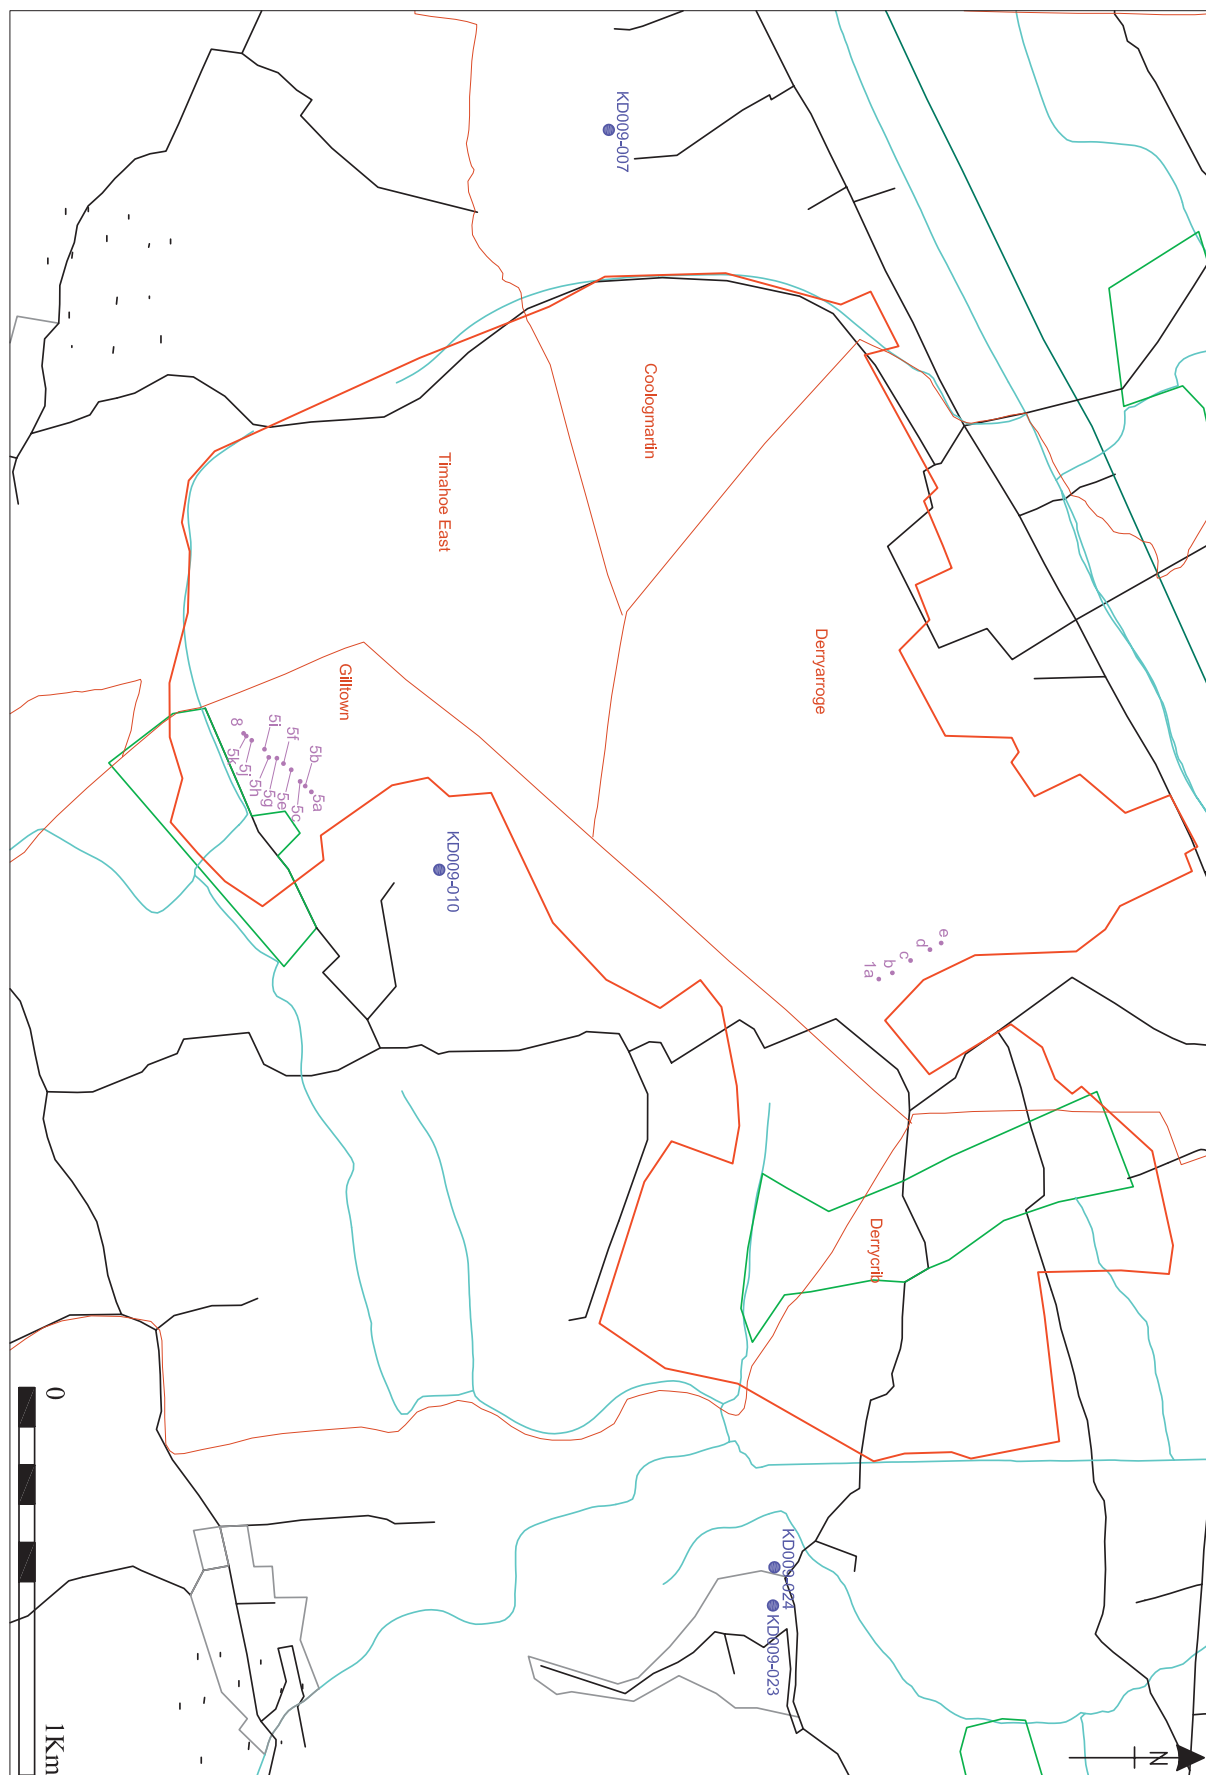 KD009-007
Coologmartin
Timahoe East
Derryarroge
Gilltown
8
5k
5j
5i
5h
5g
5f
5e
5c
5b
5a
KD009-010
e
d
c
b
1a
Derrycrib
KD009-024
KD009-023
0
1Km
N